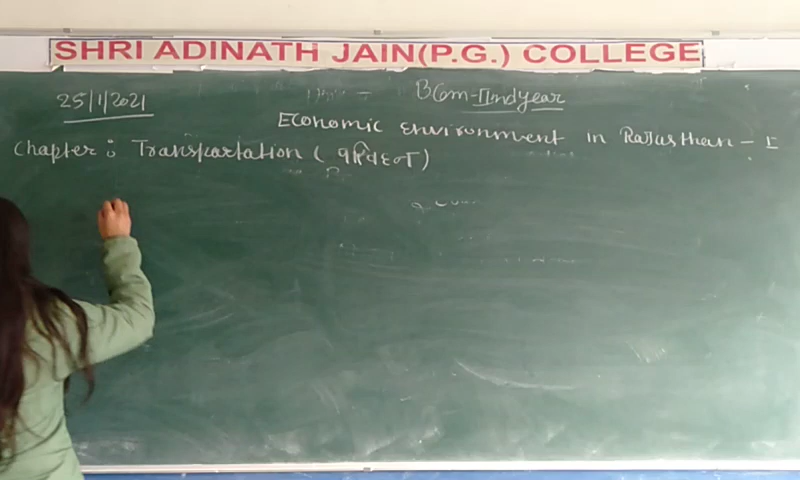 SHRI ADINATH JAIN(P.G.) COLLEGE
25/1/2021
BCom-IInd year
Economic environment in Rajasthan - I
Chapter : Transportation ( परिवहन )